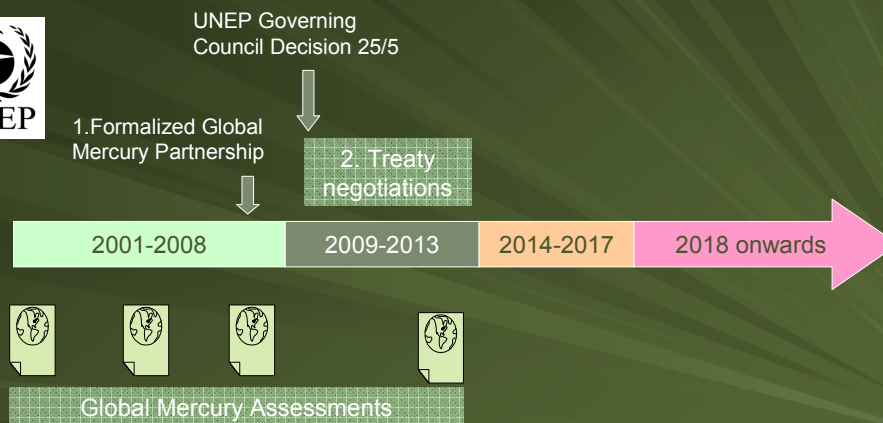 UNEP Governing
Council Decision 25/5
EP
1.Formalized Global
Mercury Partnership
2. Treaty
negotiations
2001-2008
2009-2013
2014-2017
2018 onwards
Global Mercury Assessments